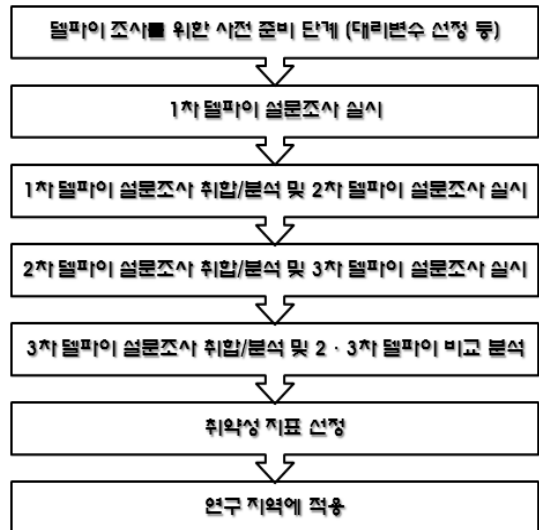 델파이 조사를 위한 사전 준비 단계 (대리변수 선정 등)
1차 델파이 설문조사 실시
1차 델파이 설문조사 취합/분석 및 2차 델파이 설문조사 실시
2차 델파이 설문조사 취합/분석 및 3차 델파이 설문조사 실시
3차 델파이 설문조사 취합/분석 및 2 · 3차 델파이 비교 분석
취약성 지표 선정
연구 지역에 적용